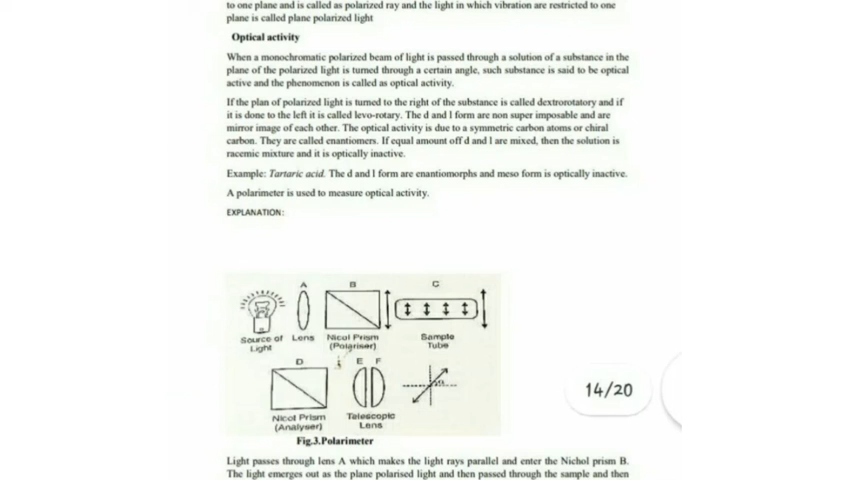 to one plane and is called as polarized ray and the light in which vibration are restricted to one
plane is called plane polarized light
Optical activity
When a monochromatic polarized beam of light is passed through a solution of a substance in the
plane of the polarized light is turned through a certain angle, such substance is said to be optical
active and the phenomenon is called as optical activity.
If the plan of polarized light is turned to the right of the substance is called dextrorotatory and if
it is done to the left it is called levo-rotary. The d and l form are non super imposable and are
mirror image of each other. The optical activity is due to a symmetric carbon atoms or chiral
carbon. They are called enantiomers. If equal amount off d and l are mixed, then the solution is
racemic mixture and it is optically inactive.
Example: Tartaric acid. The d and l form are enantiomorphs and meso form is optically inactive.
A polarimeter is used to measure optical activity.
EXPLANATION:
A B C
Source of Light
Lens
Nicol Prism (Polariser)
Sample Tube
D E F
Nicol Prism (Analyser)
Telescopic Lens
Fig.3.Polarimeter
14/20
Light passes through lens A which makes the light rays parallel and enter the Nichol prism B.
The light emerges out as the plane polarised light and then passed through the sample and then